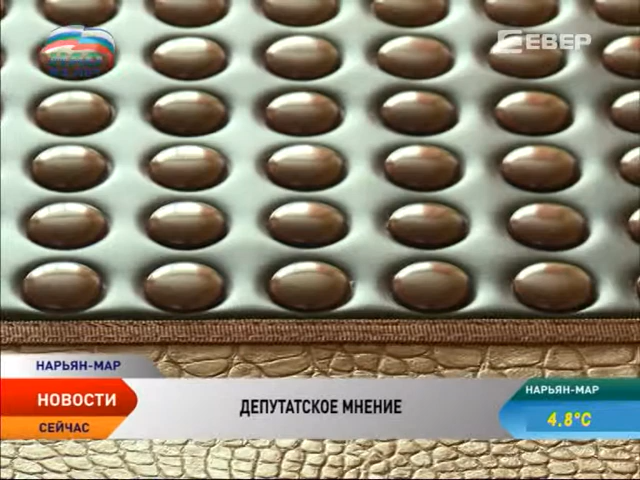 СЕВЕР
НАРЬЯН-МАР
НОВОСТИ
СЕЙЧАС
ДЕПУТАТСКОЕ МНЕНИЕ
НАРЬЯН-МАР
4.8°C